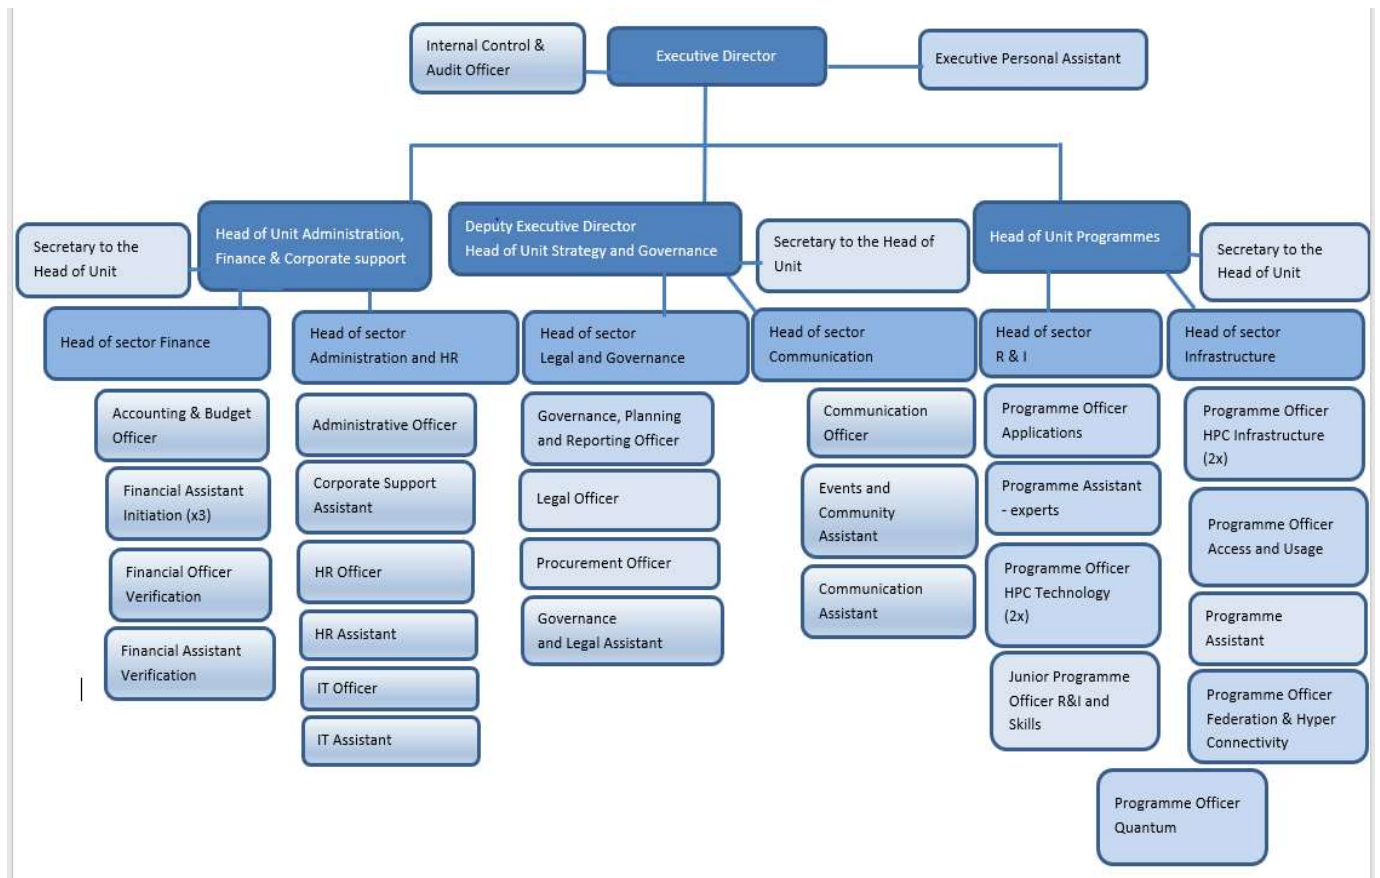 Internal Control &
Audit Officer
Executive Director
Executive Personal Assistant
Secretary to the
Head of Unit
Head of Unit Administration,
Finance & Corporate support
Deputy Executive Director
Head of Unit Strategy and Governance
Secretary to the Head of
Unit
Head of Unit Programmes
Secretary to the
Head of Unit
Head of sector Finance
Accounting & Budget
Officer
Financial Assistant
Initiation (x3)
Financial Officer
Verification
Financial Assistant
Verification
Head of sector
Administration and HR
Administrative Officer
Corporate Support
Assistant
HR Officer
HR Assistant
IT Officer
IT Assistant
Head of sector
Legal and Governance
Governance, Planning
and Reporting Officer
Legal Officer
Procurement Officer
Governance
and Legal Assistant
Head of sector
Communication
Communication
Officer
Events and
Community
Assistant
Communication
Assistant
Head of sector
R & I
Programme Officer
Applications
Programme Assistant
- experts
Programme Officer
HPC Technology
(2x)
Junior Programme
Officer R&I and
Skills
Head of sector
Infrastructure
Programme Officer
HPC Infrastructure
(2x)
Programme Officer
Access and Usage
Programme
Assistant
Programme Officer
Federation & Hyper
Connectivity
Programme Officer
Quantum